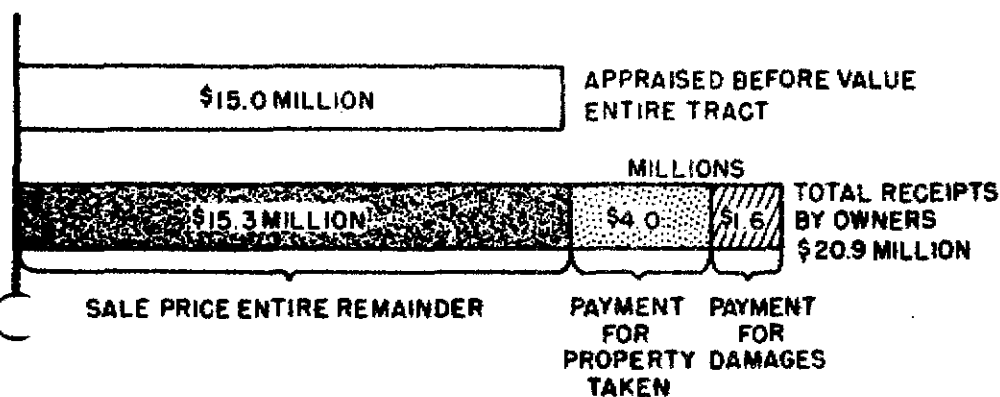 $15.0 MILLION
APPRAISED BEFORE VALUE
ENTIRE TRACT
MILLIONS
$15.3 MILLION¹
$4.0
$1.6
TOTAL RECEIPTS
BY OWNERS
$20.9 MILLION
SALE PRICE ENTIRE REMAINDER
PAYMENT
FOR
PROPERTY
TAKEN
PAYMENT
FOR
DAMAGES